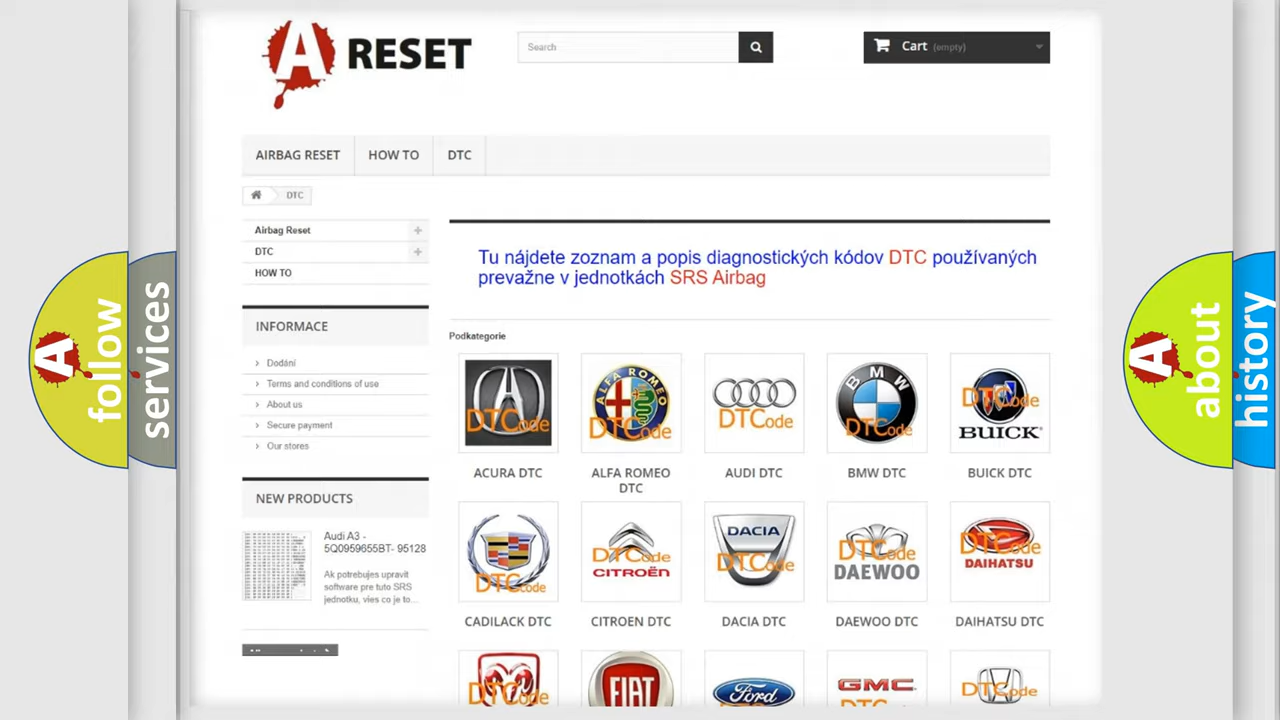 A RESET
Search
Cart (empty)
AIRBAG RESET
HOW TO
DTC
DTC
Airbag Reset
DTC
HOW TO
INFORMACE
Dodání
Terms and conditions of use
About us
Secure payment
Our stores
NEW PRODUCTS
Audi A3 -
5Q0959655BT- 95128
Ak potrebujes upravit
software pre tuto SRS
jednotku, vies co je to...
Tu nájdete zoznam a popis diagnostických kódov DTC používaných
prevažne v jednotkách SRS Airbag
Podkategorie
DTCode
ALFA ROMEO
DTCode
DTCode
BMW
DTCode
DTCode
BUICK
ACURA DTC
ALFA ROMEO
DTC
AUDI DTC
BMW DTC
BUICK DTC
DTCode
DTCode
CITROËN
DACIA
DTCode
DTCode
DAEWOO
DTCode
DAIHATSU
CADILACK DTC
CITROEN DTC
DACIA DTC
DAEWOO DTC
DAIHATSU DTC
DTCode
FIAT
Ford
GMC
DTCode
A follow
services
A about
history